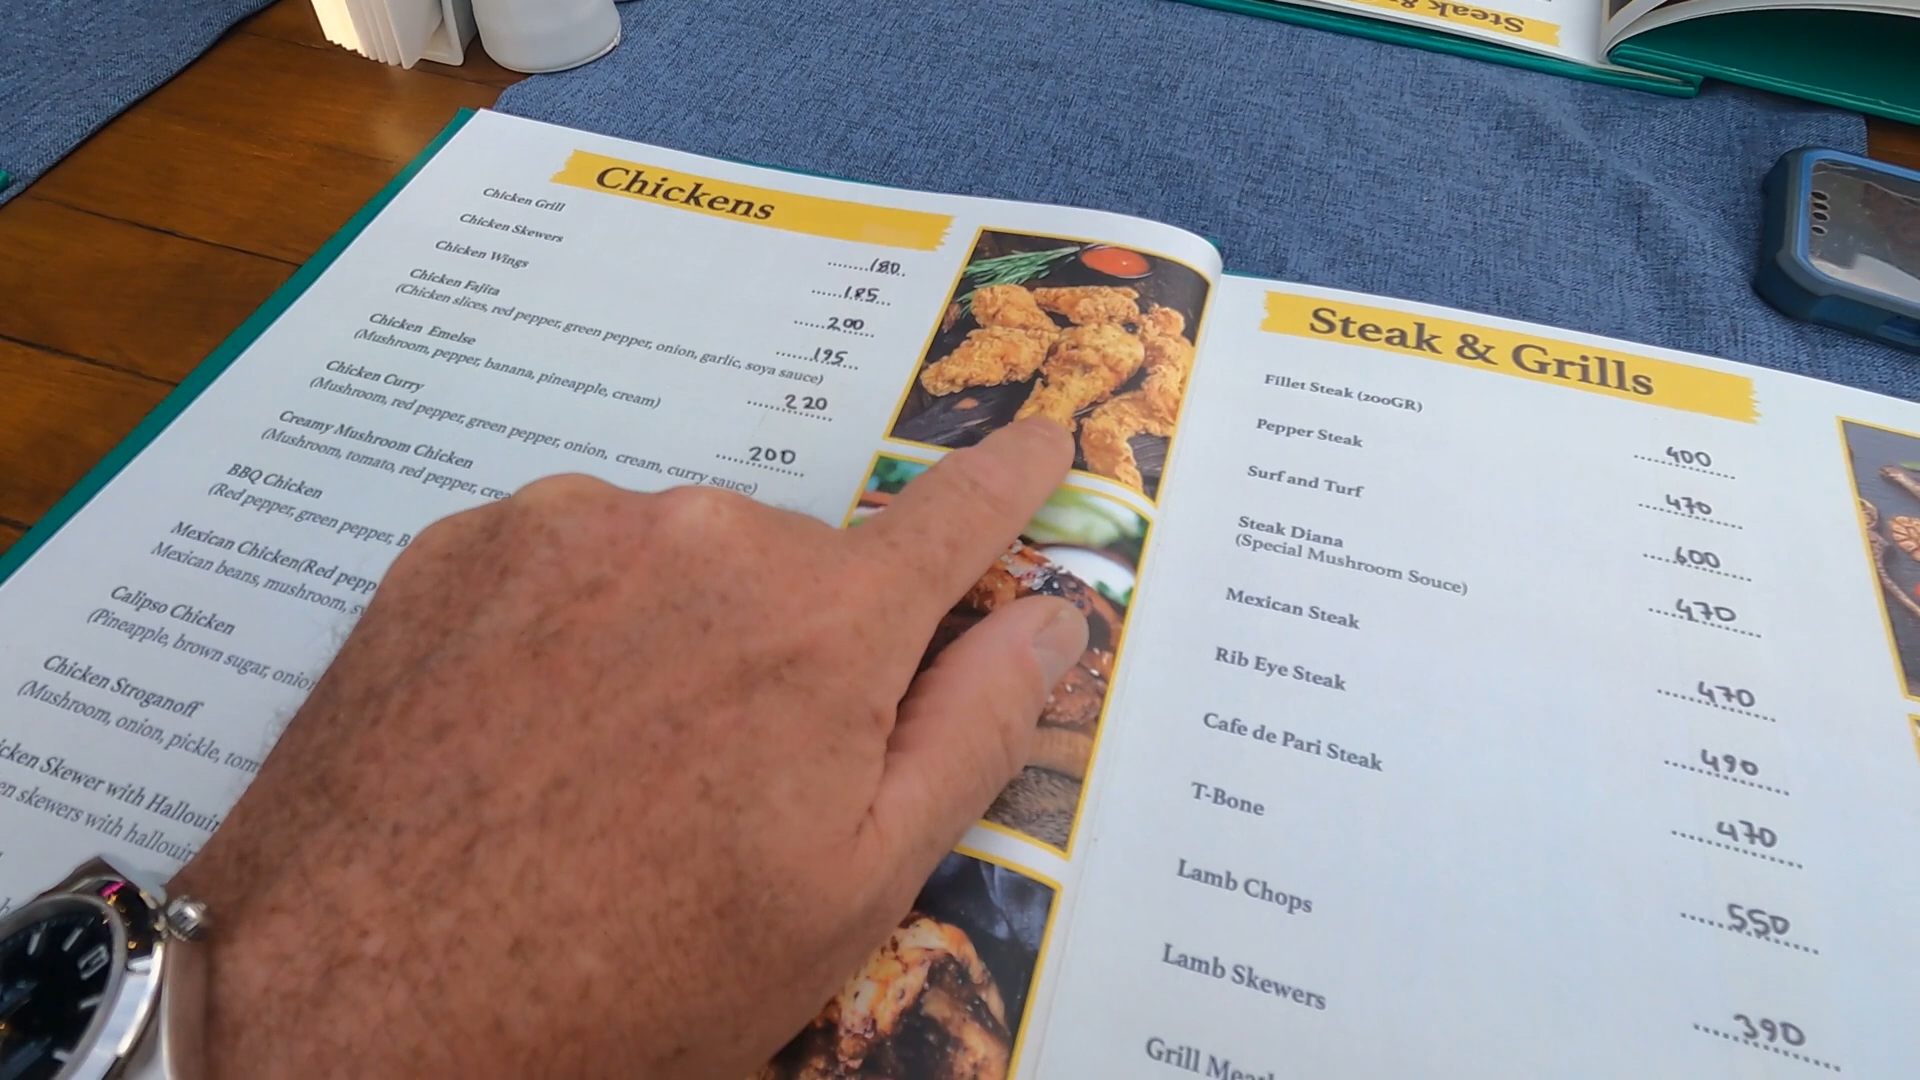 Steak &
Chickens
Chicken Grill ........180..
Chicken Skewers ......185...
Chicken Wings ......200
Chicken Fajita .......195...
(Chicken slices, red pepper, green pepper, onion, garlic, soya sauce)
Chicken Emelse .......220
(Mushroom, pepper, banana, pineapple, cream)
Chicken Curry ......200
(Mushroom, red pepper, green pepper, onion, cream, curry sauce)
Creamy Mushroom Chicken
(Mushroom, tomato, red pepper,
BBQ Chicken
(Red pepper, green pepper,
Mexican Chicken(Red
Mexican beans, mushroom,
Calipso Chicken
(Pineapple, brown sugar,
Chicken Stroganoff
(Mushroom, onion, pickle,
Skewer with
skewers with
Steak & Grills
Fillet Steak (200GR) .....400
Pepper Steak .....470
Surf and Turf ....600
Steak Diana ....470
(Special Mushroom Souce)
Mexican Steak .....470
Rib Eye Steak .....490
Cafe de Pari Steak .....470
T-Bone .....550
Lamb Chops .....390
Lamb Skewers
Grill